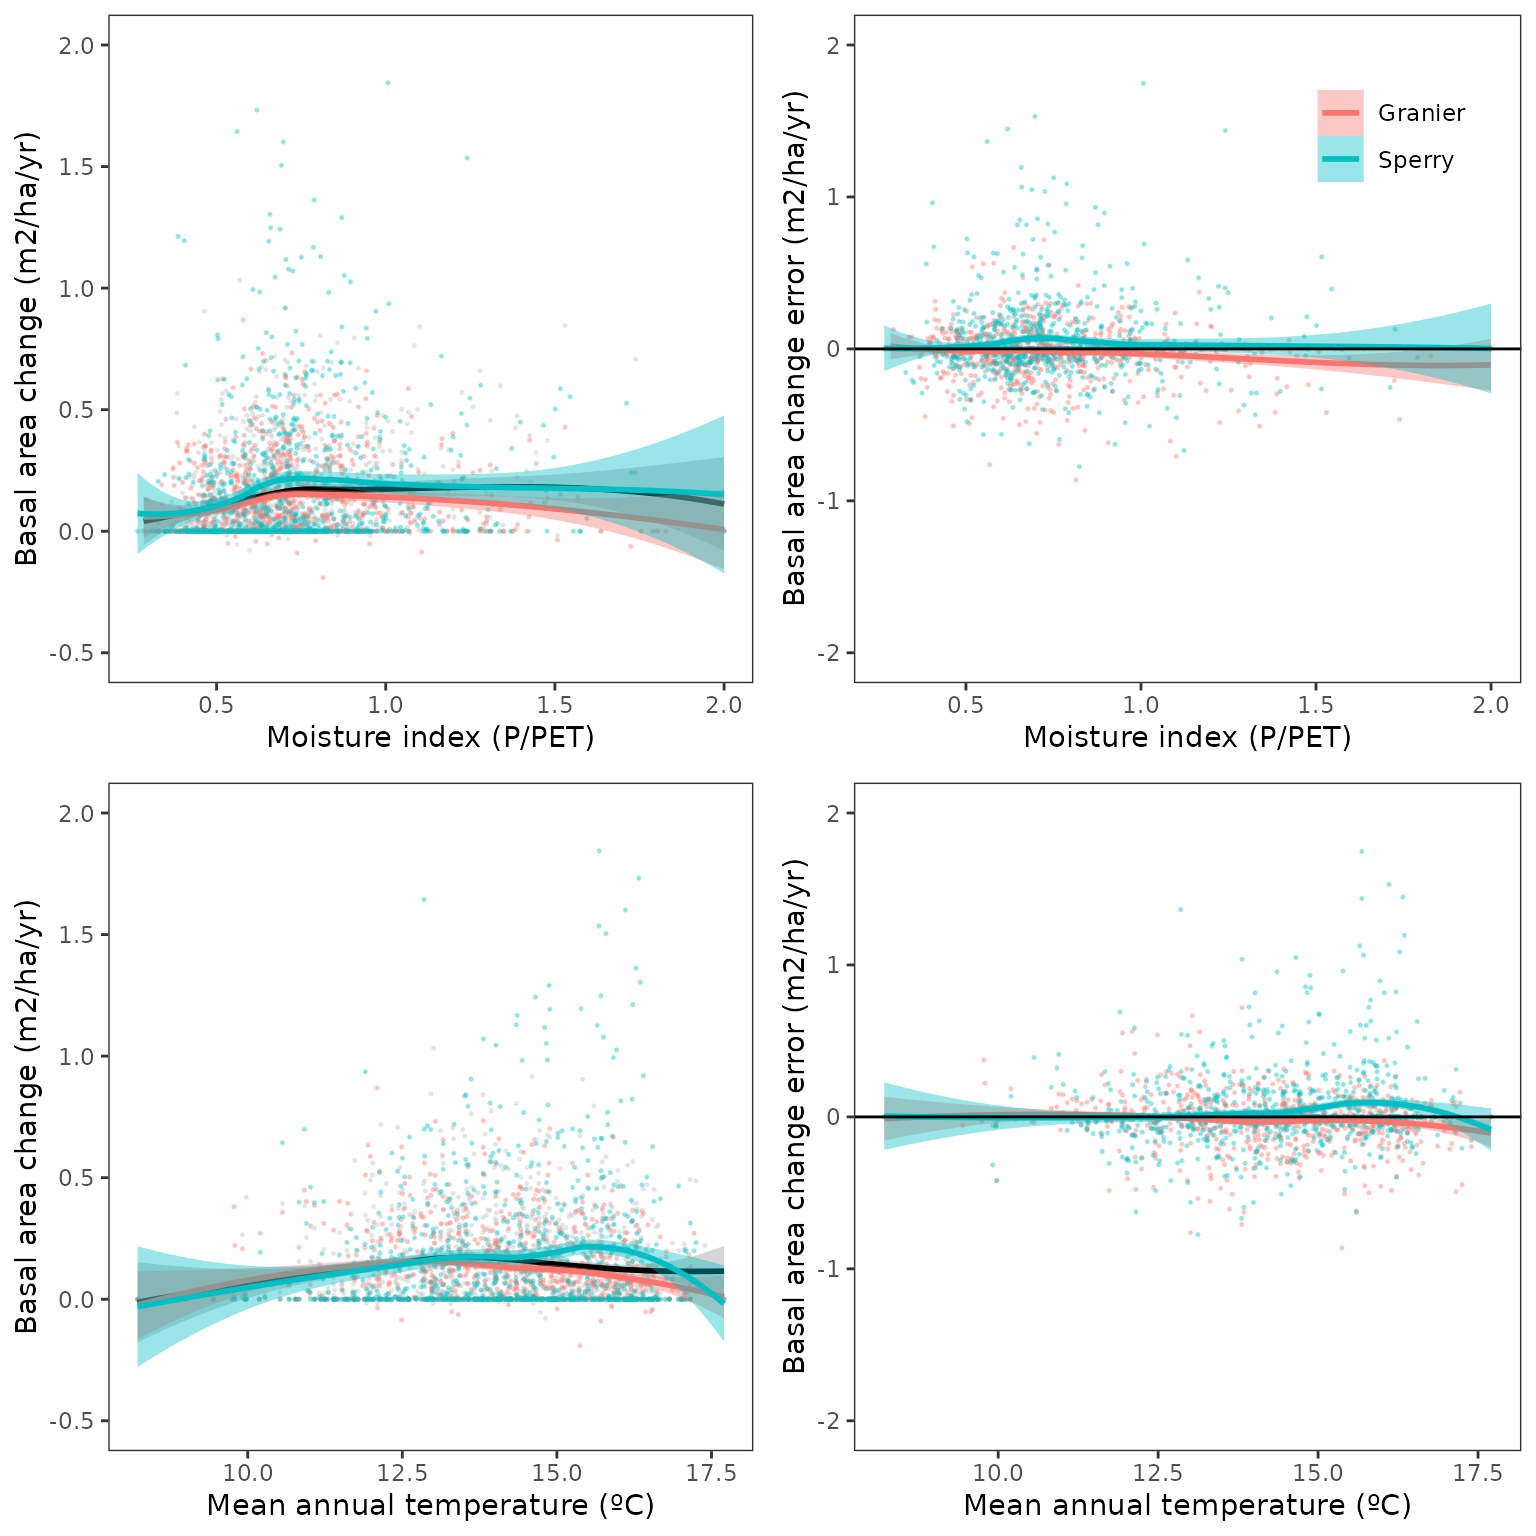 2.0
1.5
1.0
0.5
0.0
-0.5
Basal area change (m2/ha/yr)
0.5 1.0 1.5 2.0
Moisture index (P/PET)
2
1
0
-1
-2
Basal area change error (m2/ha/yr)
Granier
Sperry
0.5 1.0 1.5 2.0
Moisture index (P/PET)
2.0
1.5
1.0
0.5
0.0
-0.5
Basal area change (m2/ha/yr)
10.0 12.5 15.0 17.5
Mean annual temperature (ºC)
2
1
0
-1
-2
Basal area change error (m2/ha/yr)
10.0 12.5 15.0 17.5
Mean annual temperature (ºC)